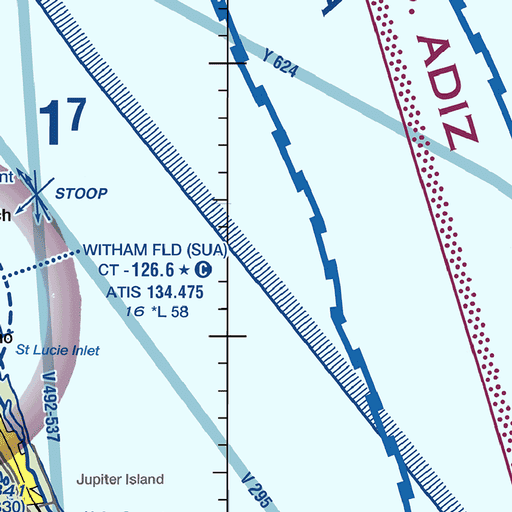 Y 624
ADIZ
17
STOOP
WITHAM FLD (SUA)
CT - 126.6 ★ C
ATIS 134.475
16 *L 58
St Lucie Inlet
V 492-537
Jupiter Island
V 295